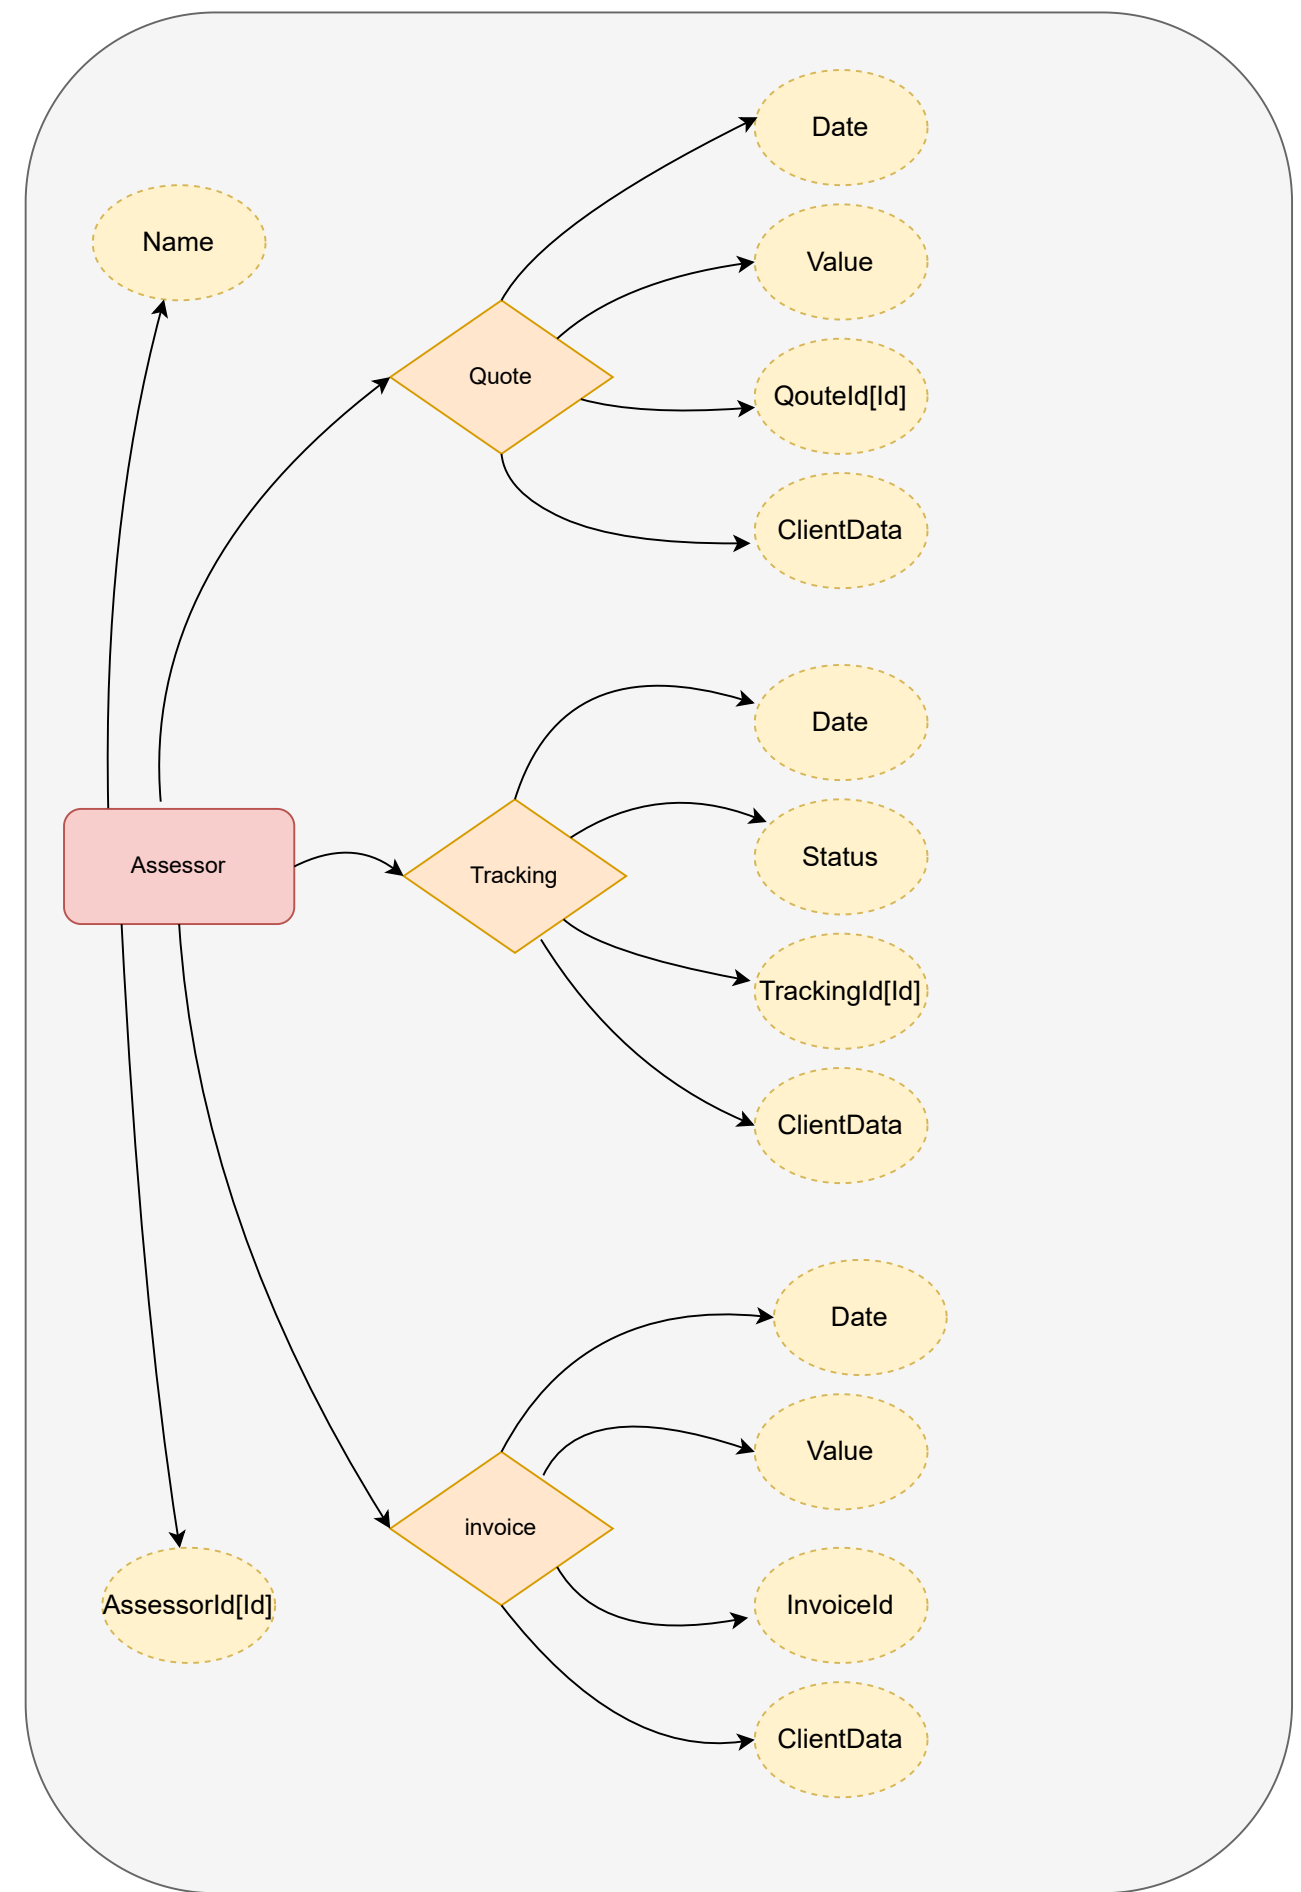 Date
Name
Value
Quote
QouteId[Id]
ClientData
Date
Status
Assessor
Tracking
TrackingId[Id]
ClientData
Date
Value
invoice
AssessorId[Id]
InvoiceId
ClientData